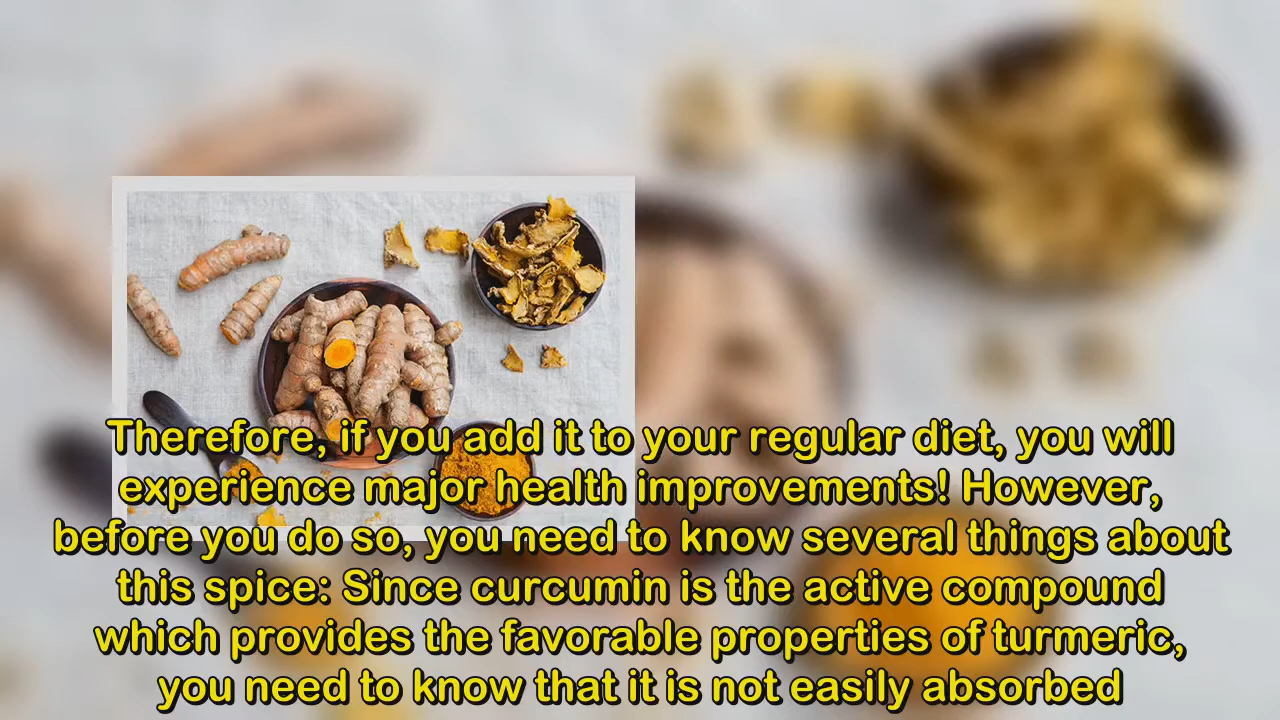 Therefore, if you add it to your regular diet, you will
experience major health improvements! However,
before you do so, you need to know several things about
this spice: Since curcumin is the active compound
which provides the favorable properties of turmeric,
you need to know that it is not easily absorbed